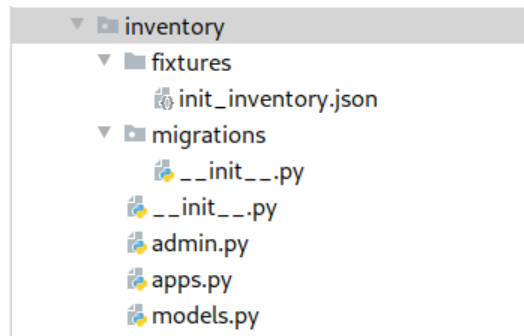 inventory
fixtures
init_inventory.json
migrations
__init__.py
__init__.py
admin.py
apps.py
models.py